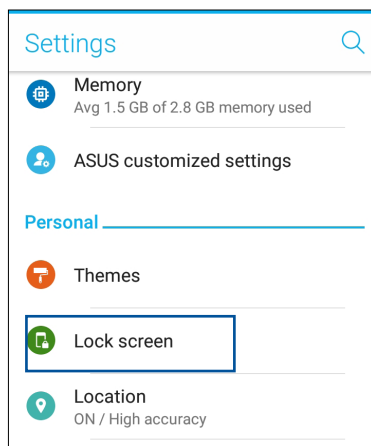 Settings
Memory
Avg 1.5 GB of 2.8 GB memory used
ASUS customized settings
Personal
Themes
Lock screen
Location
ON / High accuracy